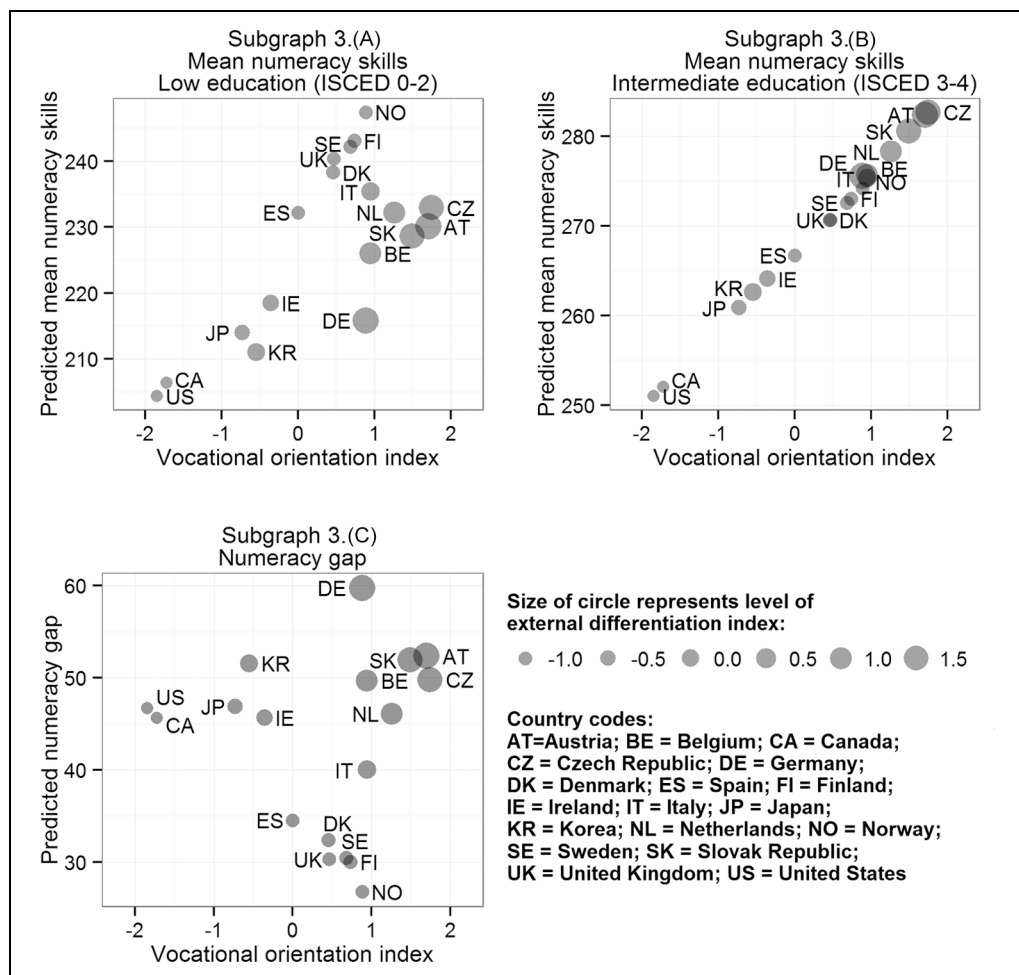 Subgraph 3.(A)
Mean numeracy skills
Low education (ISCED 0-2)
Predicted mean numeracy skills
240
230
220
210
NO
SE
FI
UK
DK
IT
ES
NL
CZ
SK
AT
BE
IE
DE
JP
KR
CA
US
-2
-1
0
1
2
Vocational orientation index
Subgraph 3.(B)
Mean numeracy skills
Intermediate education (ISCED 3-4)
Predicted mean numeracy skills
280
270
260
250
AT
CZ
SK
NL
DE
BE
IT
NO
SE
FI
UK
DK
ES
IE
KR
JP
CA
US
-2
-1
0
1
2
Vocational orientation index
Subgraph 3.(C)
Numeracy gap
Predicted numeracy gap
60
50
40
30
DE
KR
SK
AT
BE
CZ
US
CA
JP
IE
NL
IT
ES
DK
SE
UK
FI
NO
-2
-1
0
1
2
Vocational orientation index
Size of circle represents level of
external differentiation index:
-1.0 -0.5 0.0 0.5 1.0 1.5
Country codes:
AT=Austria; BE = Belgium; CA = Canada;
CZ = Czech Republic; DE = Germany;
DK = Denmark; ES = Spain; FI = Finland;
IE = Ireland; IT = Italy; JP = Japan;
KR = Korea; NL = Netherlands; NO = Norway;
SE = Sweden; SK = Slovak Republic;
UK = United Kingdom; US = United States